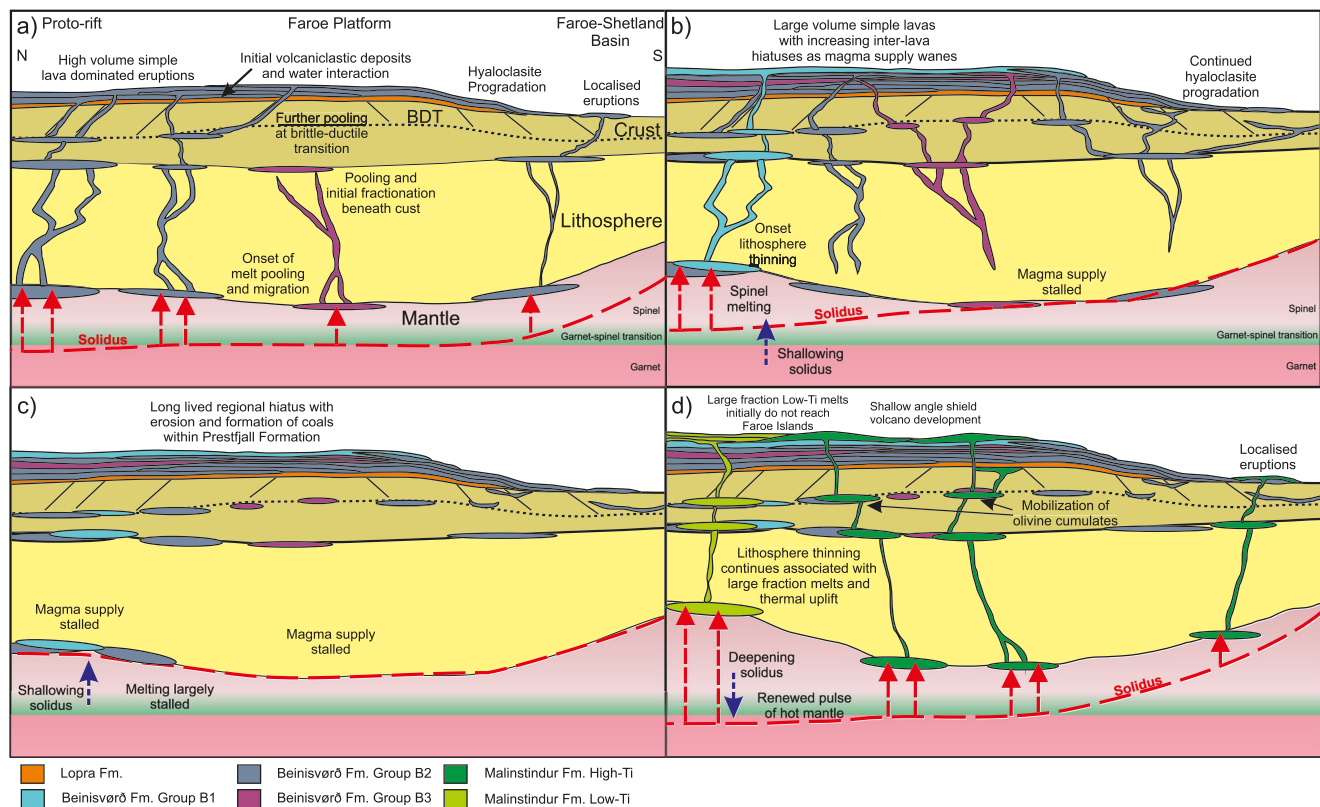 a)
Proto-rift
Faroe Platform
Faroe-Shetland
Basin
N
S
High volume simple
lava dominated eruptions
Initial volcaniclastic deposits
and water interaction
Hyaloclasite
Progradation
Localised
eruptions
BDT
Crust
Further pooling
at brittle-ductile
transition
Pooling and
initial fractionation
beneath cust
Lithosphere
Onset of
melt pooling
and migration
Mantle
Solidus
Spinel
Garnet-spinel transition
Garnet
b)
Large volume simple lavas
with increasing inter-lava
hiatuses as magma supply wanes
Continued
hyaloclasite
progradation
Onset
lithosphere
thinning
Spinel
melting
Solidus
Magma supply
stalled
Shallowing
solidus
Spinel
Garnet-spinel transition
Garnet
c)
Long lived regional hiatus with
erosion and formation of coals
within Prestfjall Formation
Magma supply
stalled
Magma supply
stalled
Shallowing
solidus
Melting largely
stalled
d)
Large fraction Low-Ti melts
initially do not reach
Faroe Islands
Shallow angle shield
volcano development
Localised
eruptions
Mobilization of
olivine cumulates
Lithosphere thinning
continues associated with
large fraction melts and
thermal uplift
Deepening
solidus
Renewed pulse
of hot mantle
Solidus
Lopra Fm.
Beinisvørð Fm. Group B2
Malinstindur Fm. High-Ti
Beinisvørð Fm. Group B1
Beinisvørð Fm. Group B3
Malinstindur Fm. Low-Ti